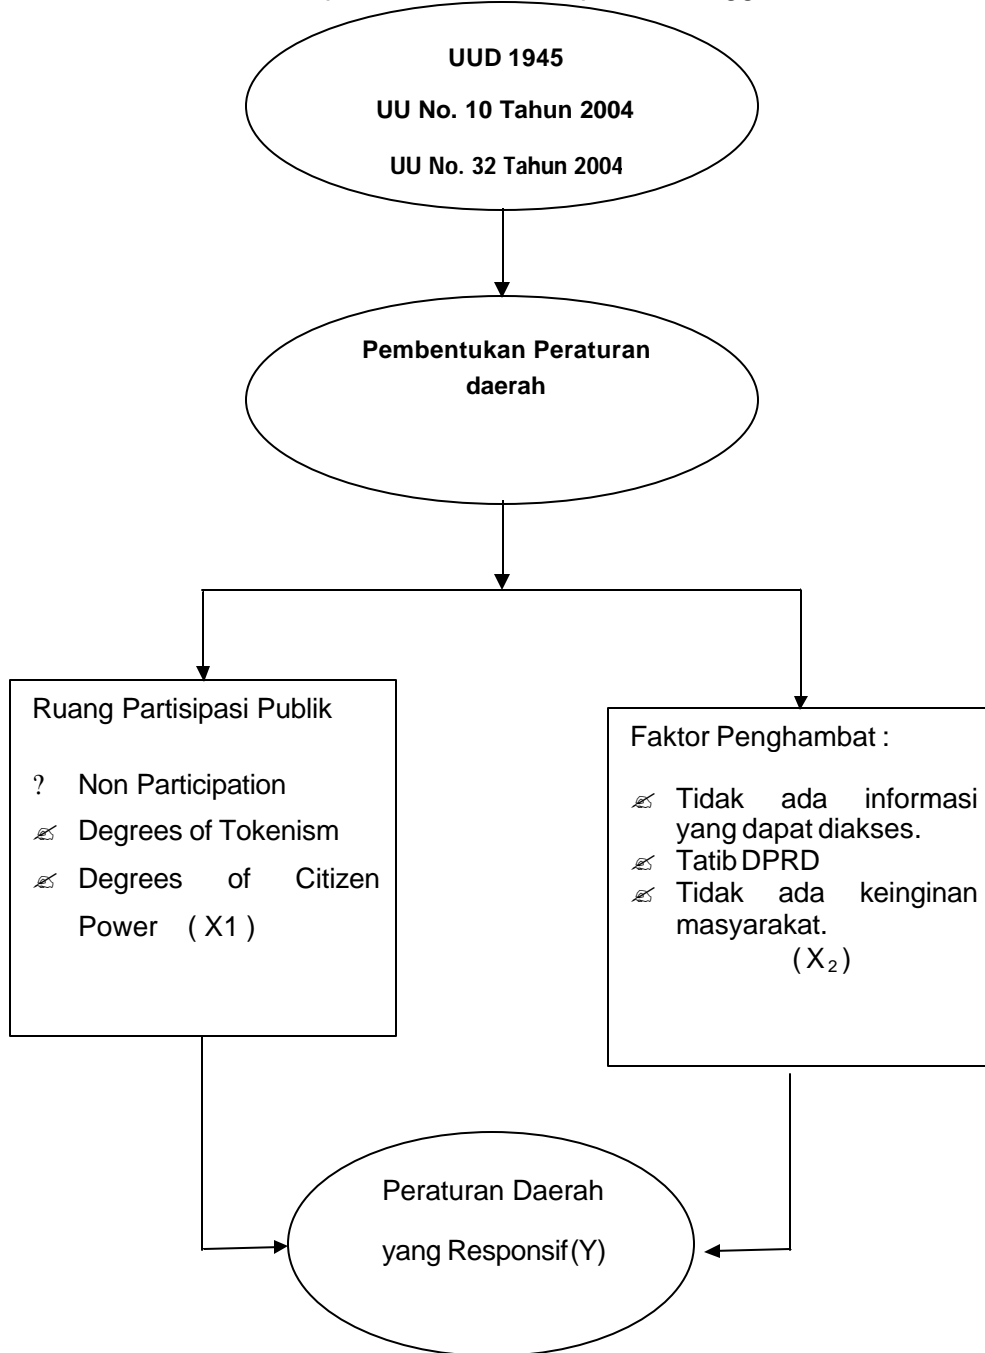 UUD 1945
UU No. 10 Tahun 2004
UU No. 32 Tahun 2004
Pembentukan Peraturan
daerah
Ruang Partisipasi Publik
? Non Participation
Degrees of Tokenism
Degrees of Citizen
Power ( X1 )
Faktor Penghambat :
Tidak ada informasi
yang dapat diakses.
Tatib DPRD
Tidak ada keinginan
masyarakat.
( X₂ )
Peraturan Daerah
yang Responsif (Y)